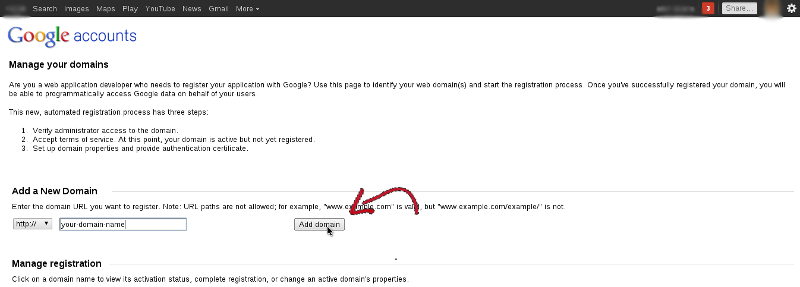 Search Images Maps Play YouTube News Gmail More
3 Share...
Google accounts
Manage your domains
Are you a web application developer who needs to register your application with Google? Use this page to identify your web domain(s) and start the registration process. Once you've successfully registered your domain, you will
be able to programmatically access Google data on behalf of your users
This new, automated registration process has three steps:
1. Verify administrator access to the domain.
2. Accept terms of service. At this point, your domain is active but not yet registered.
3. Set up domain properties and provide authentication certificate.
Add a New Domain
Enter the domain URL you want to register. Note: URL paths are not allowed; for example, "www.example.com" is valid, but "www.example.com/example/" is not.
http:// your-domain-name Add domain
Manage registration
Click on a domain name to view its activation status, complete registration, or change an active domain's properties.